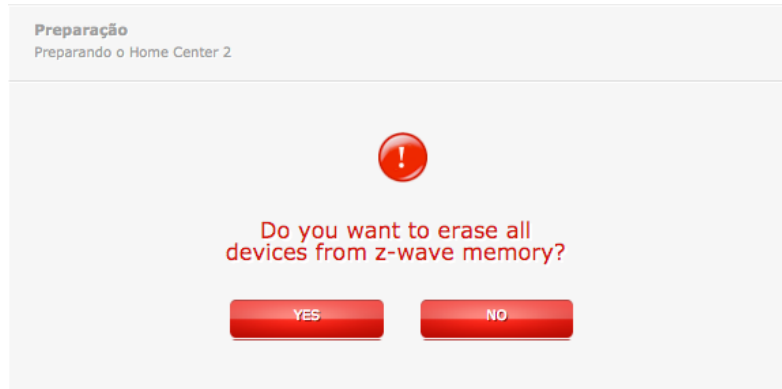 Preparação
Preparando o Home Center 2
!
Do you want to erase all
devices from z-wave memory?
YES NO